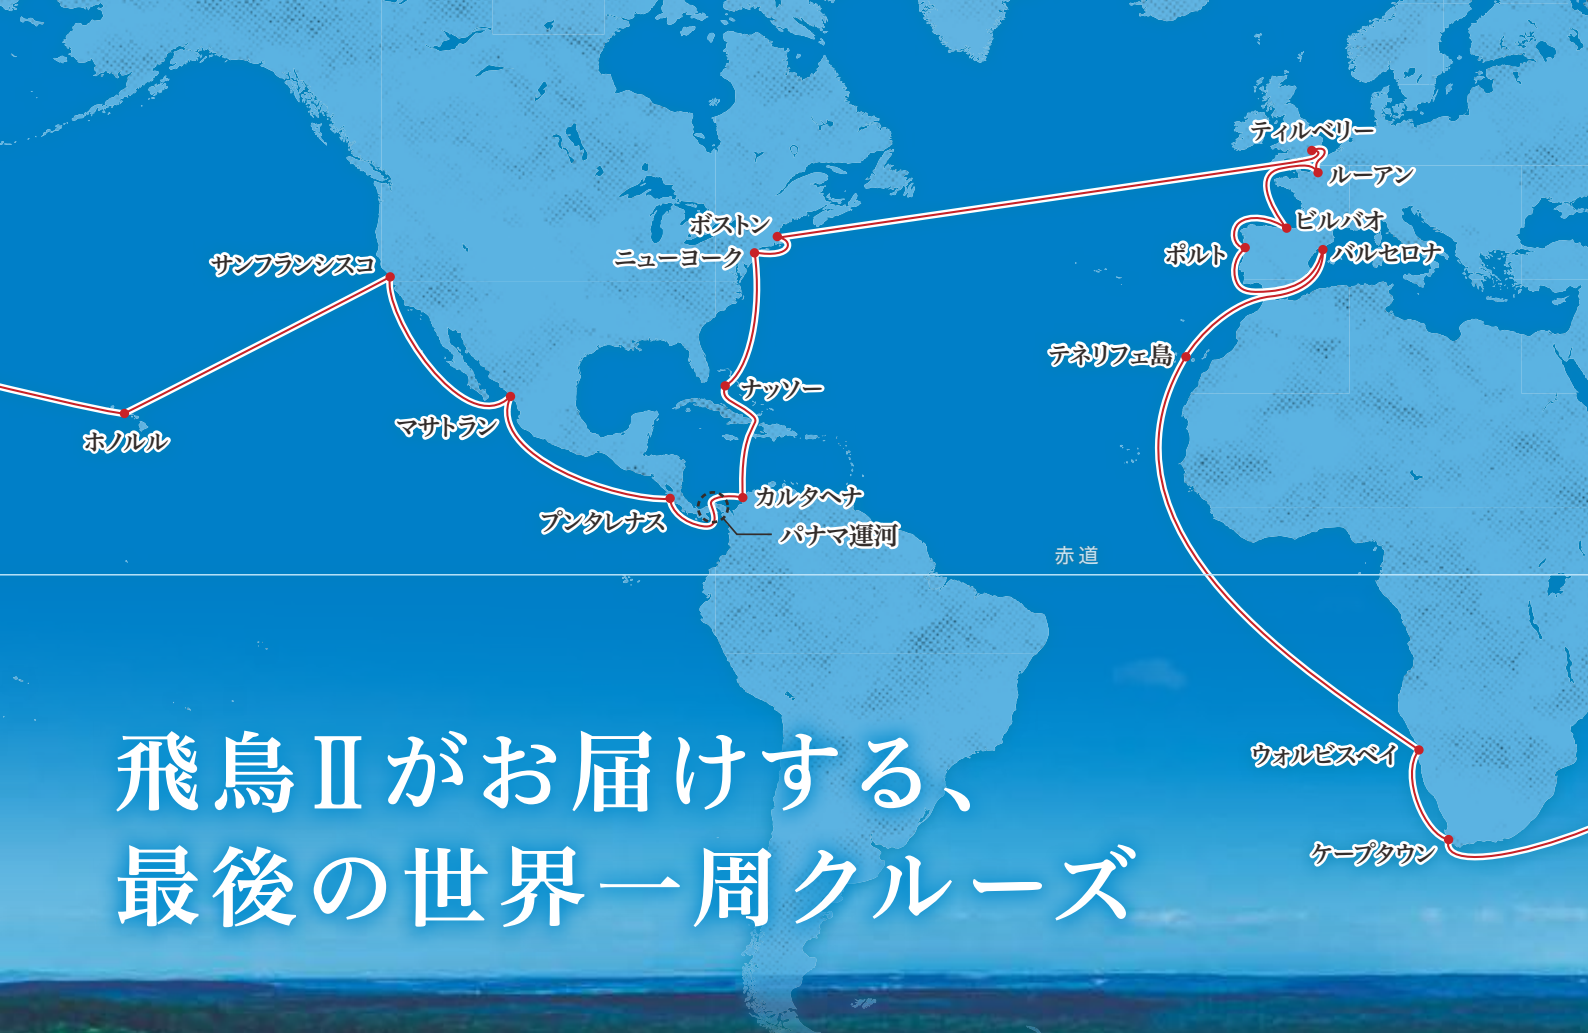 ティルベリー
ルーアン
ボストン
ビルバオ
ニューヨーク
ポルト
バルセロナ
サンフランシスコ
テネリフェ島
ナッソー
マサトラン
ホノルル
カルタヘナ
プンタレナス
パナマ運河
赤道
ウォルビスベイ
飛鳥Ⅱがお届けする、
ケープタウン
最後の世界一周クルーズ